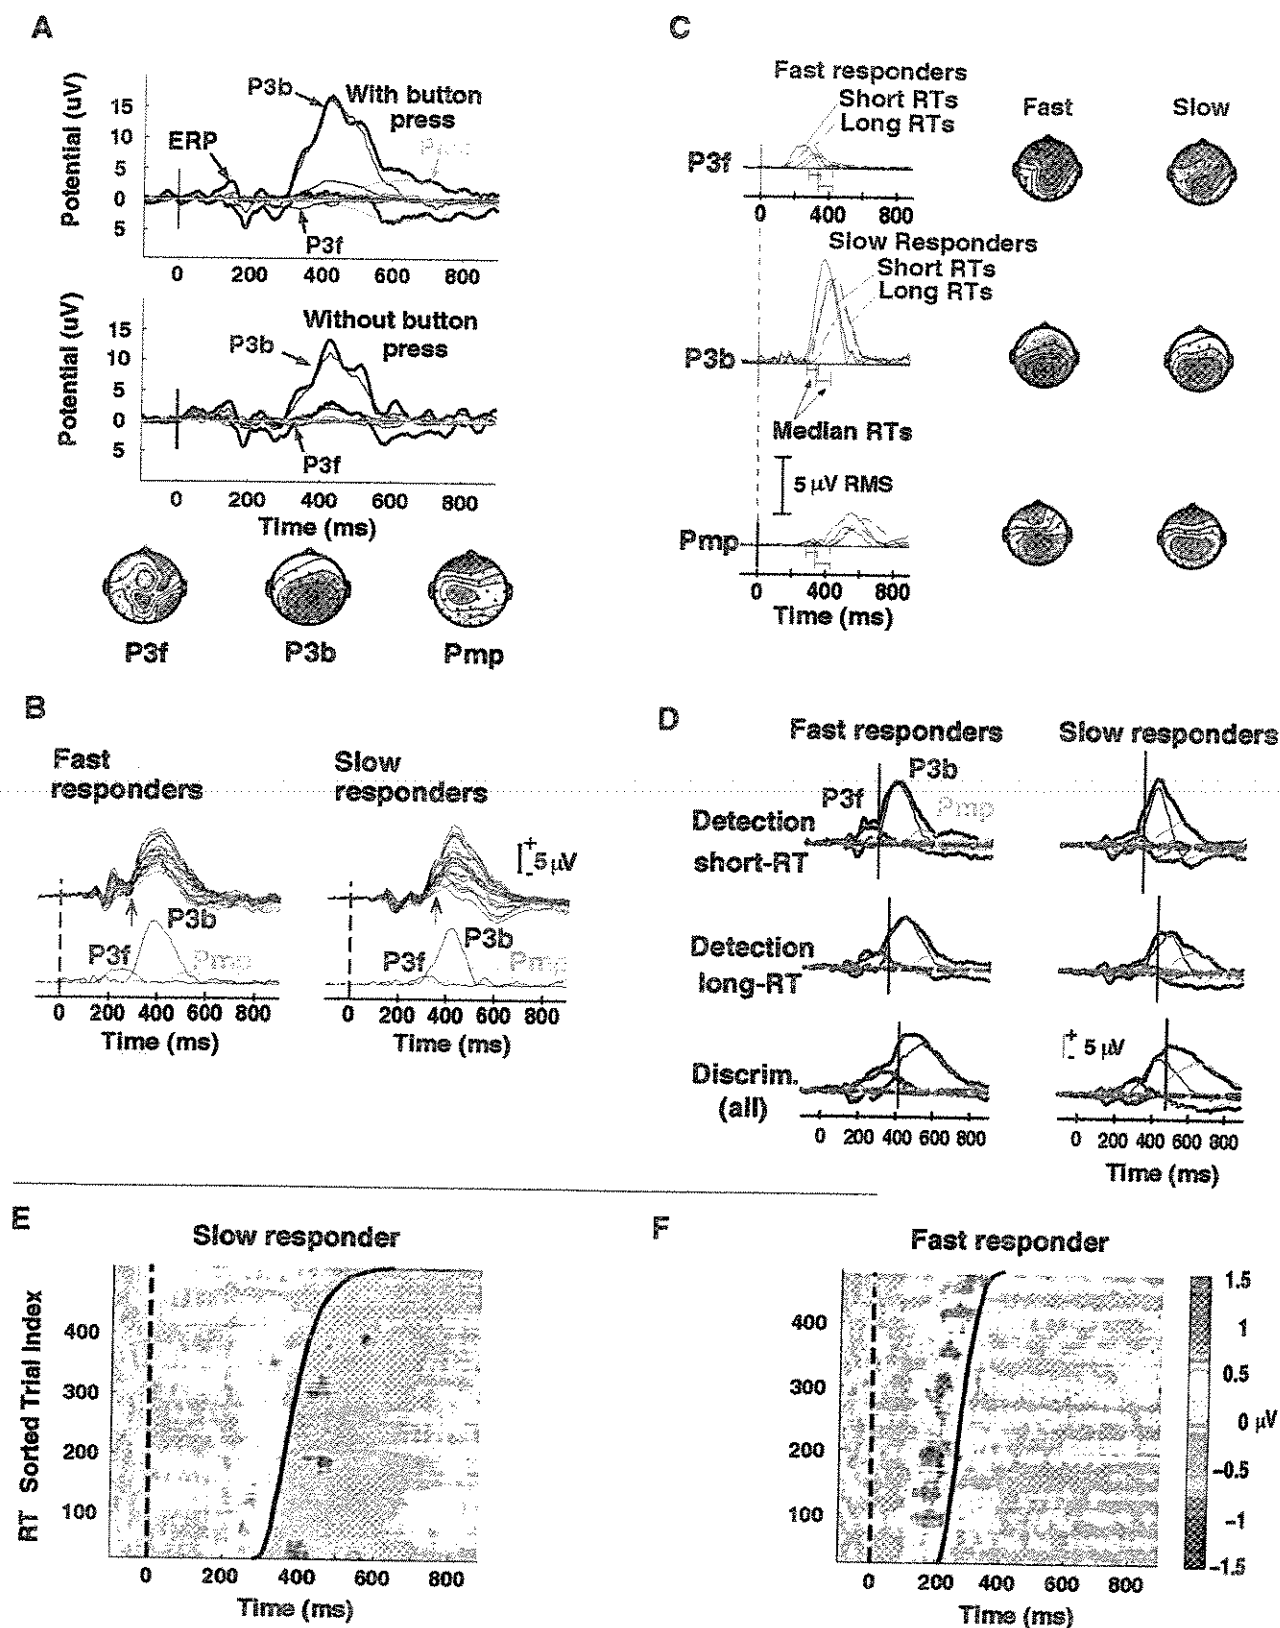 A
Potential (uV)
15
10
5
0
5
P3b
With button
press
ERP
Pmp
P3f
0 200 400 600 800
Potential (uV)
15
10
5
0
5
Without button
press
P3b
P3f
0 200 400 600 800
Time (ms)
P3f P3b Pmp
B
Fast
responders
Slow
responders
+
-
5 µV
P3b
P3f
Pmp
P3b
P3f
Pmp
0 200 400 600 800
0 200 400 600 800
Time (ms)
Time (ms)
C
Fast responders
Short RTs
Long RTs
Fast Slow
P3f
0 400 800
Slow Responders
Short RTs
Long RTs
P3b
Median RTs
5 µV RMS
Pmp
0 400 800
Time (ms)
D
Fast responders Slow responders
P3b
P3f
Pmp
Detection
short-RT
Detection
long-RT
Discrim.
(all)
+
-
5 µV
0 200 400 600 800
0 200 400 600 800
Time (ms)
E
Slow responder
RT Sorted Trial Index
400
300
200
100
0 200 400 600 800
Time (ms)
F
Fast responder
400
300
200
100
0 200 400 600 800
Time (ms)
1.5
1
0.5
0 µV
-0.5
-1
-1.5